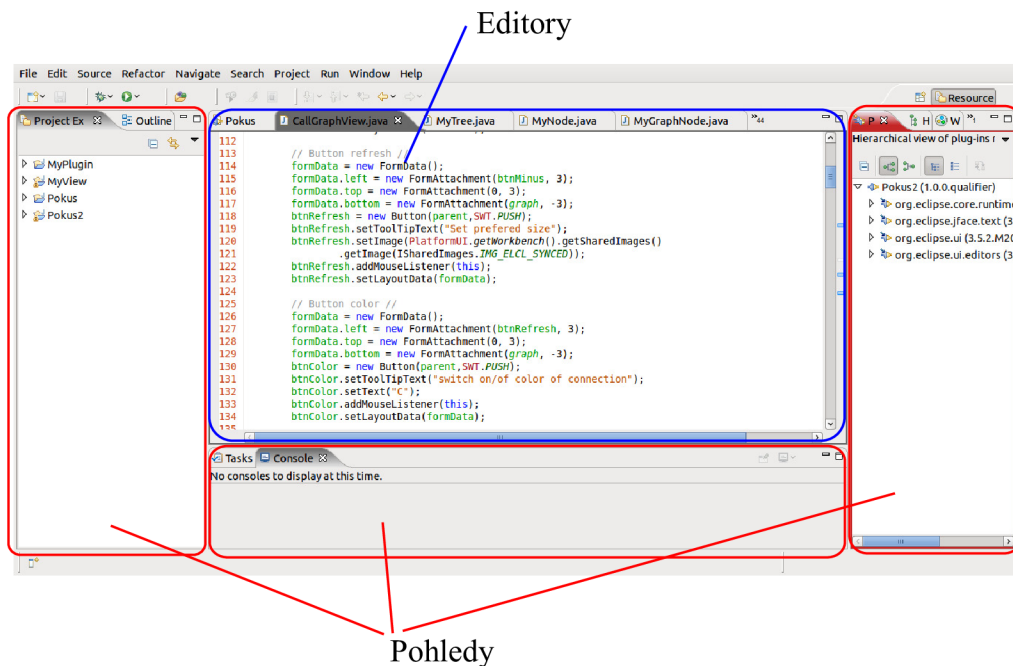 Editory
File Edit Source Refactor Navigate Search Project Run Window Help
Resource
Project Ex Outline
MyPlugin
MyView
Pokus
Pokus2
Pokus CallGraphView.java MyTree.java MyNode.java MyGraphNode.java »44
112
113 // Button refresh //
114 formData = new FormData();
115 formData.left = new FormAttachment(btnMinus, 3);
116 formData.top = new FormAttachment(0, 3);
117 formData.bottom = new FormAttachment(graph, -3);
118 btnRefresh = new Button(parent,SWT.PUSH);
119 btnRefresh.setToolTipText("Set prefered size");
120 btnRefresh.setImage(PlatformUI.getWorkbench().getSharedImages()
121 .getImage(ISharedImages.IMG_ELCL_SYNCED));
122 btnRefresh.addMouseListener(this);
123 btnRefresh.setLayoutData(formData);
124
125 // Button color //
126 formData = new FormData();
127 formData.left = new FormAttachment(btnRefresh, 3);
128 formData.top = new FormAttachment(0, 3);
129 formData.bottom = new FormAttachment(graph, -3);
130 btnColor = new Button(parent,SWT.PUSH);
131 btnColor.setToolTipText("switch on/of color of connection");
132 btnColor.setText("C");
133 btnColor.addMouseListener(this);
134 btnColor.setLayoutData(formData);
135
P H W »1
Hierarchical view of plug-ins r
Pokus2 (1.0.0.qualifier)
org.eclipse.core.runtime
org.eclipse.jface.text (3
org.eclipse.ui (3.5.2.M20
org.eclipse.ui.editors (3
Tasks Console
No consoles to display at this time.
Pohledy